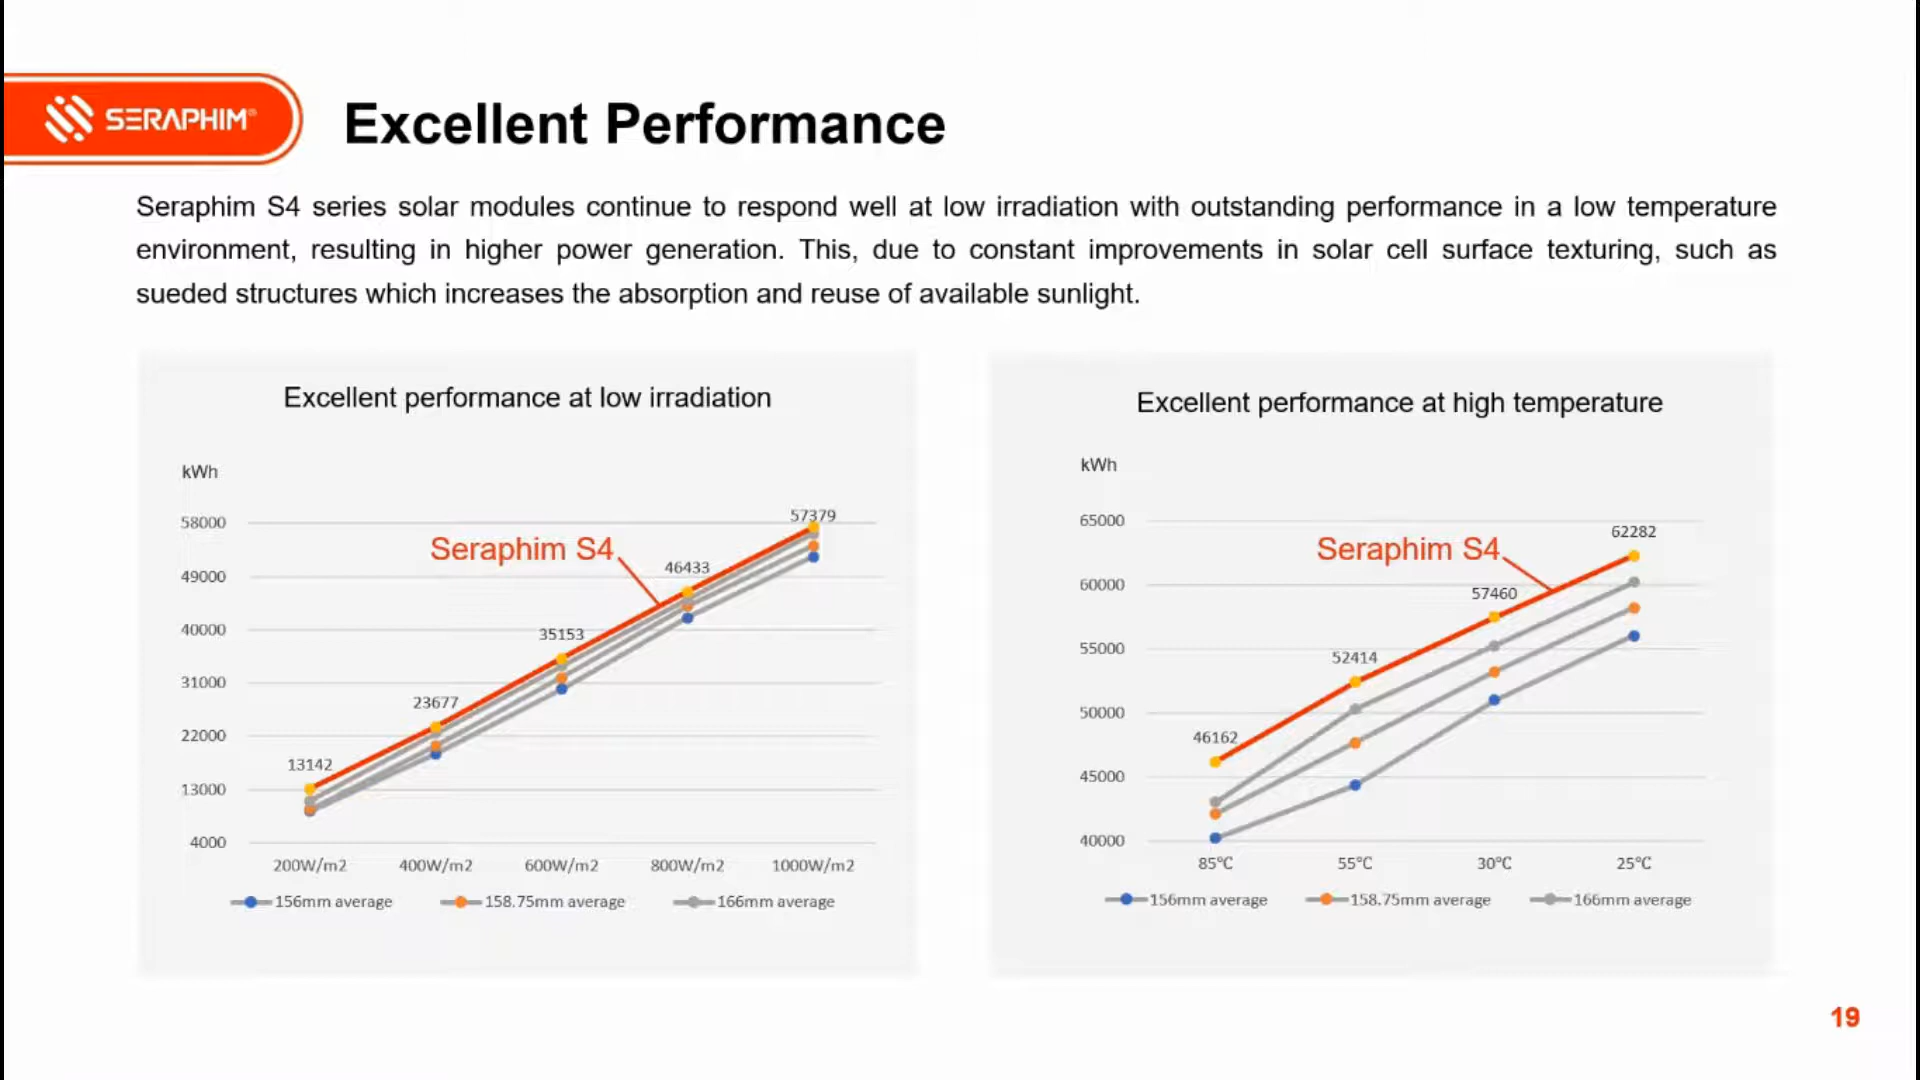 SERAPHIM®
Excellent Performance
Seraphim S4 series solar modules continue to respond well at low irradiation with outstanding performance in a low temperature
environment, resulting in higher power generation. This, due to constant improvements in solar cell surface texturing, such as
sueded structures which increases the absorption and reuse of available sunlight.
Excellent performance at low irradiation
kWh
58000
49000
40000
31000
22000
13000
4000
Seraphim S4
13142
23677
35153
46433
57379
200W/m2 400W/m2 600W/m2 800W/m2 1000W/m2
156mm average 158.75mm average 166mm average
Excellent performance at high temperature
kWh
65000
60000
55000
50000
45000
40000
Seraphim S4
46162
52414
57460
62282
85℃ 55℃ 30℃ 25℃
156mm average 158.75mm average 166mm average
19